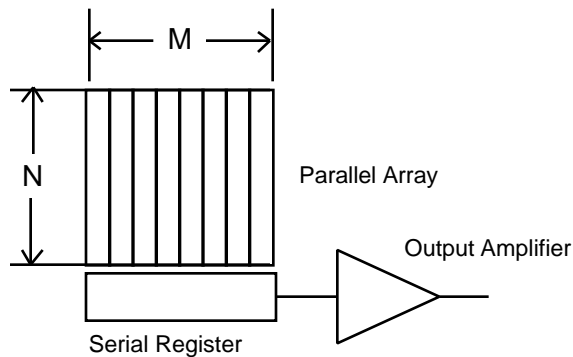 M
N
Parallel Array
Output Amplifier
Serial Register